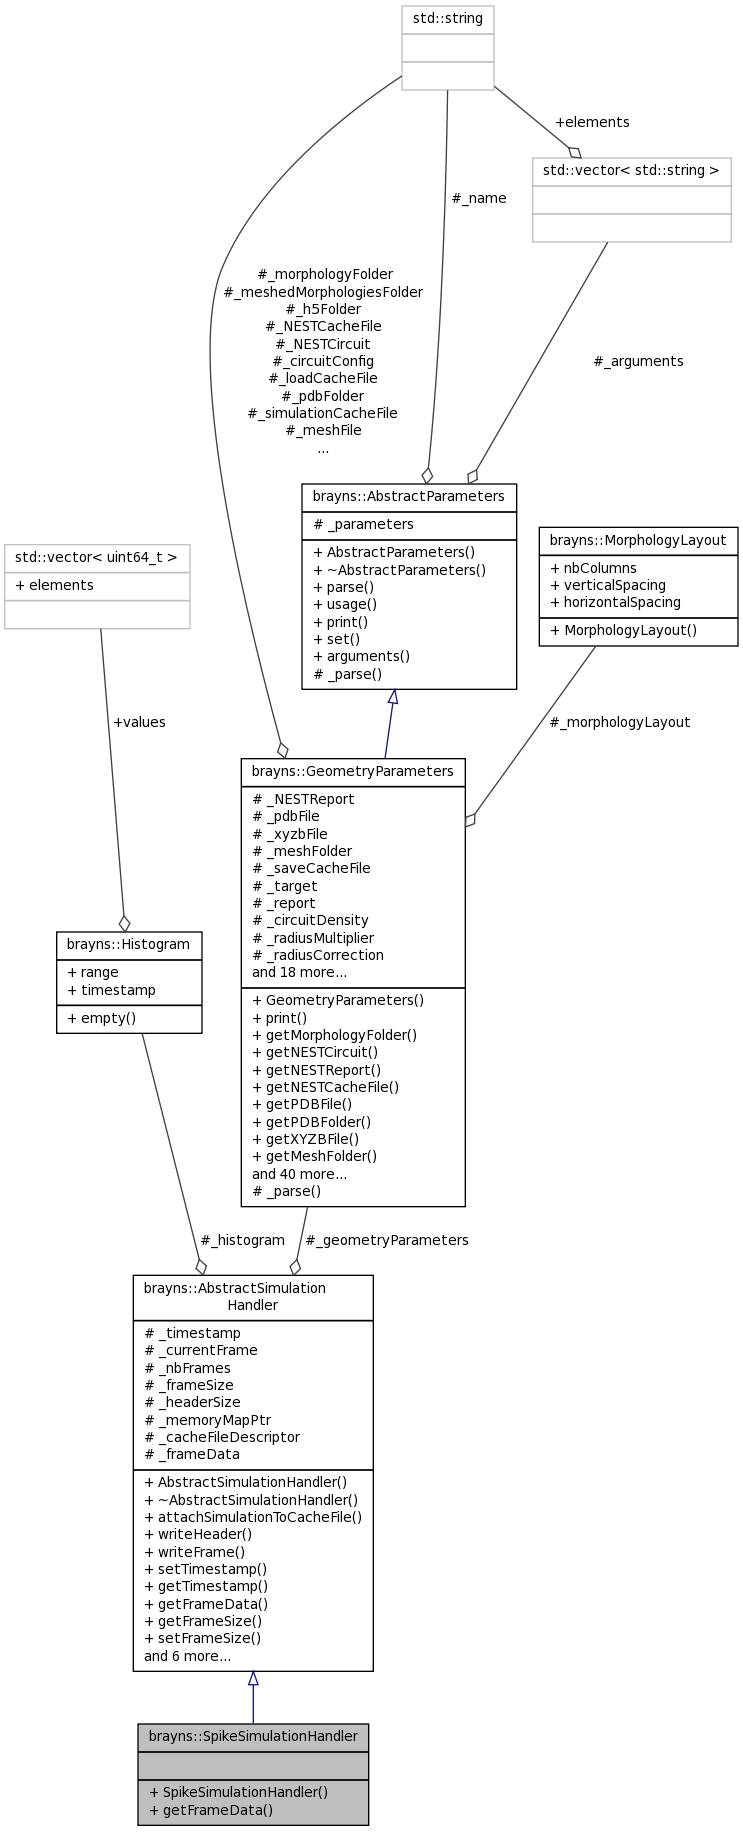 std::string
+elements
std::vector< std::string >
#_name
#_morphologyFolder
#_meshedMorphologiesFolder
#_h5Folder
#_NESTCacheFile
#_NESTCircuit
#_circuitConfig
#_loadCacheFile
#_pdbFolder
#_simulationCacheFile
#_meshFile
...
#_arguments
brayns::AbstractParameters
# _parameters
+ AbstractParameters()
+ ~AbstractParameters()
+ parse()
+ usage()
+ print()
+ set()
+ arguments()
# _parse()
brayns::MorphologyLayout
+ nbColumns
+ verticalSpacing
+ horizontalSpacing
+ MorphologyLayout()
std::vector< uint64_t >
+ elements
+values
#_morphologyLayout
brayns::GeometryParameters
# _NESTReport
# _pdbFile
# _xyzbFile
# _meshFolder
# _saveCacheFile
# _target
# _report
# _circuitDensity
# _radiusMultiplier
# _radiusCorrection
and 18 more...
+ GeometryParameters()
+ print()
+ getMorphologyFolder()
+ getNESTCircuit()
+ getNESTReport()
+ getNESTCacheFile()
+ getPDBFile()
+ getPDBFolder()
+ getXYZBFile()
+ getMeshFolder()
and 40 more...
# _parse()
brayns::Histogram
+ range
+ timestamp
+ empty()
#_histogram
#_geometryParameters
brayns::AbstractSimulation
Handler
# _timestamp
# _currentFrame
# _nbFrames
# _frameSize
# _headerSize
# _memoryMapPtr
# _cacheFileDescriptor
# _frameData
+ AbstractSimulationHandler()
+ ~AbstractSimulationHandler()
+ attachSimulationToCacheFile()
+ writeHeader()
+ writeFrame()
+ setTimestamp()
+ getTimestamp()
+ getFrameData()
+ getFrameSize()
+ setFrameSize()
and 6 more...
brayns::SpikeSimulationHandler
+ SpikeSimulationHandler()
+ getFrameData()